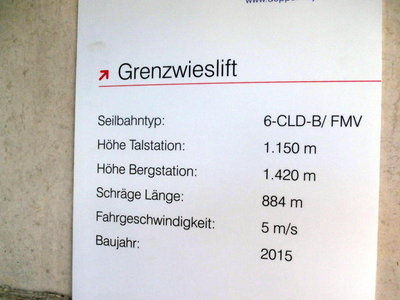 Grenzwieslift
Seilbahntyp: 6-CLD-B/ FMV
Höhe Talstation: 1.150 m
Höhe Bergstation: 1.420 m
Schräge Länge: 884 m
Fahrgeschwindigkeit: 5 m/s
Baujahr: 2015